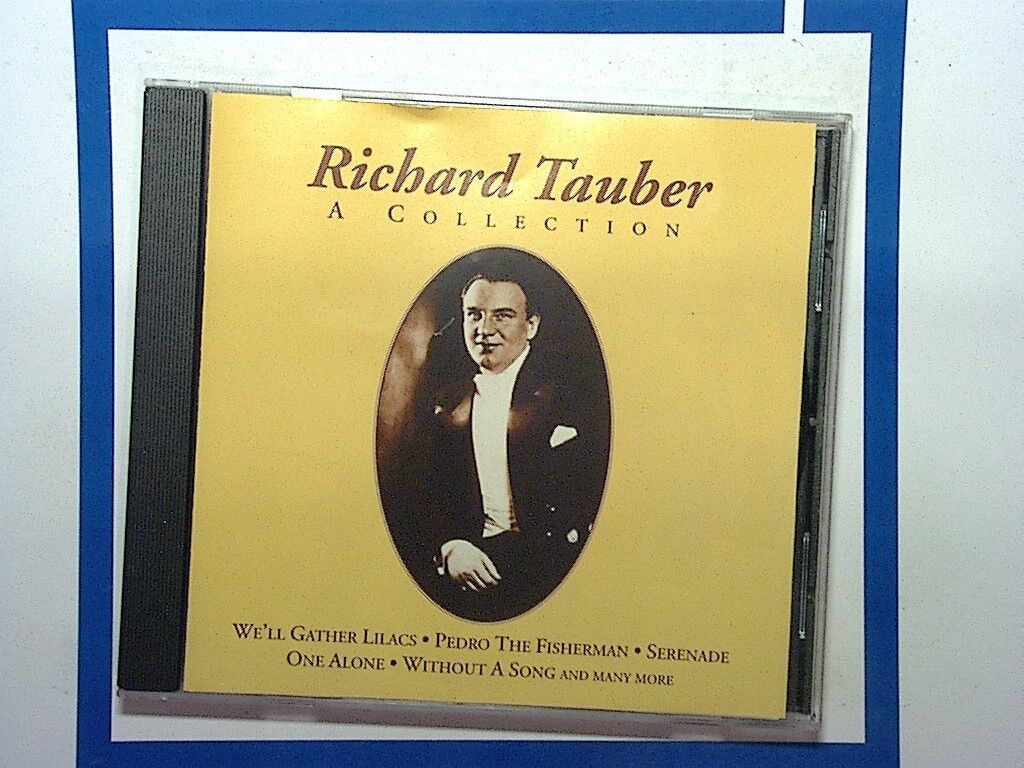 Richard Tauber
A COLLECTION
WE'LL GATHER LILACS • PEDRO THE FISHERMAN • SERENADE
ONE ALONE • WITHOUT A SONG AND MANY MORE